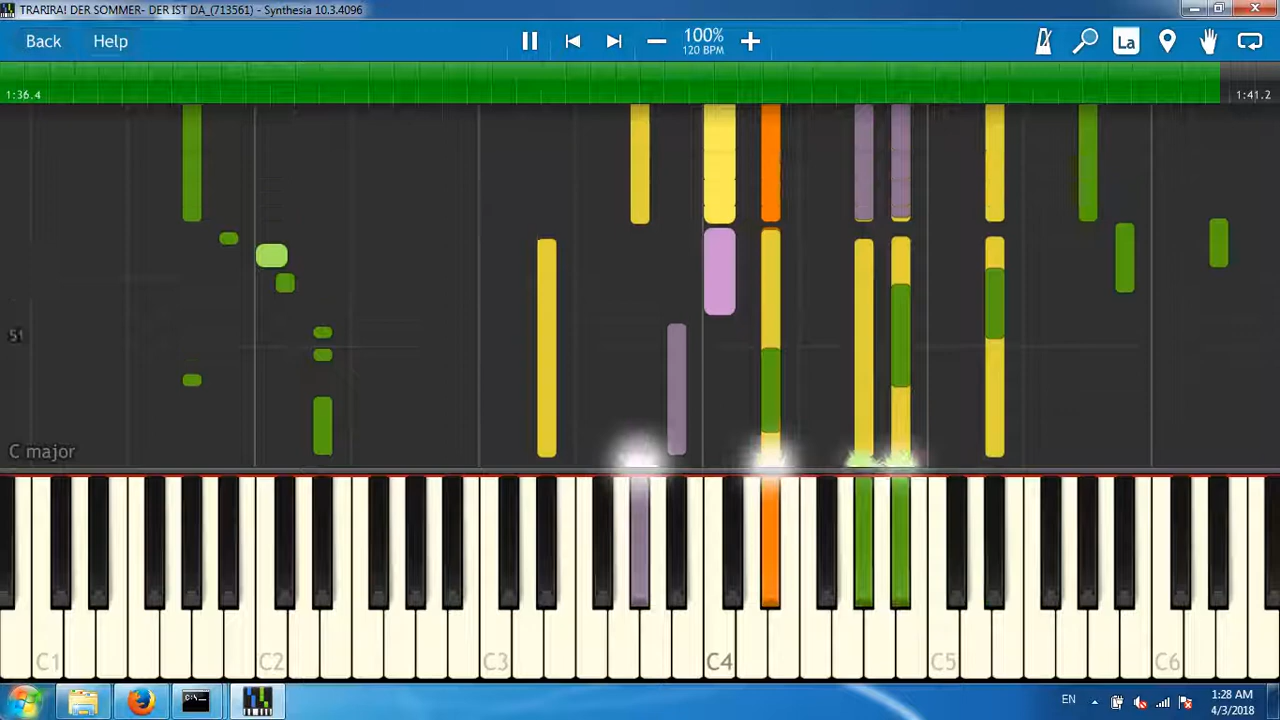 TRARIRA! DER SOMMER- DER IST DA_(713561) - Synthesia 10.3.4096
Back Help
100%
120 BPM
La
1:36.4
1:41.2
51
C major
C1 C2 C3 C4 C5 C6
C:\_
EN
1:28 AM
4/3/2018